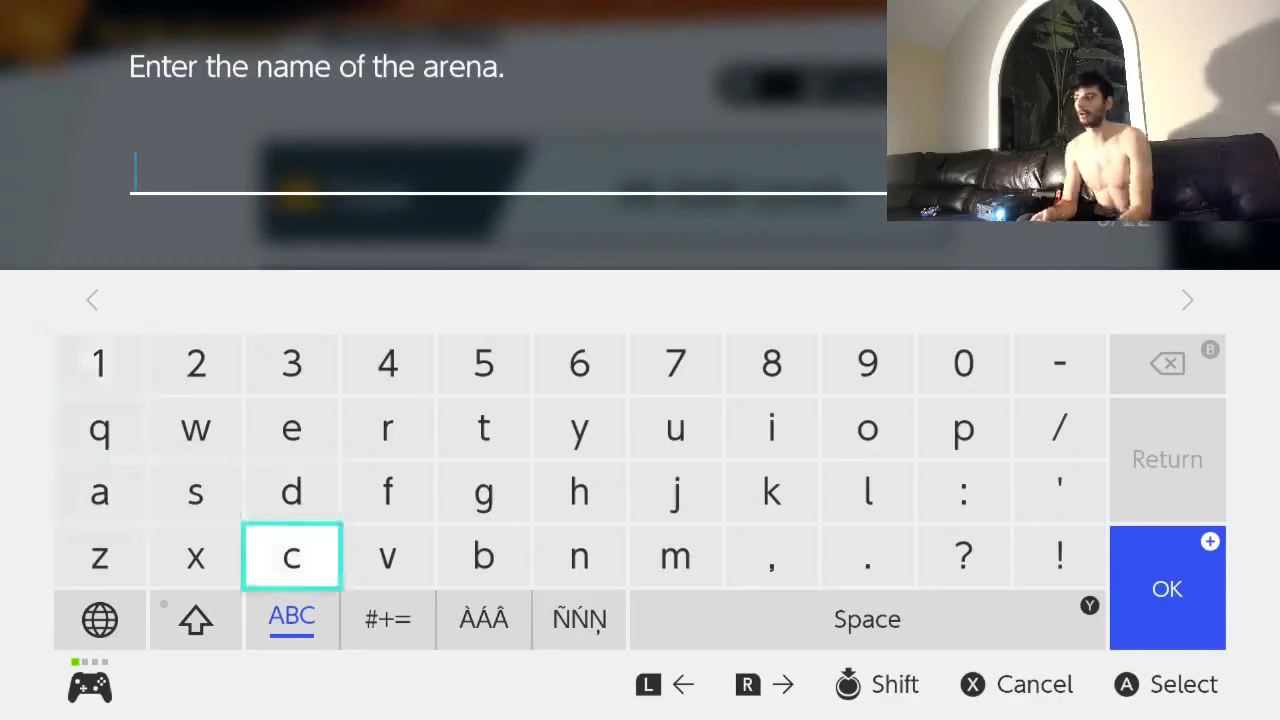 Enter the name of the arena.
1 2 3 4 5 6 7 8 9 0 - B
q w e r t y u i o p / Return
a s d f g h j k l : '
z x c v b n m , . ? ! + OK
ABC #+= ÀÁÂ ÑŃŅ Space Y
L ← R → Shift X Cancel A Select